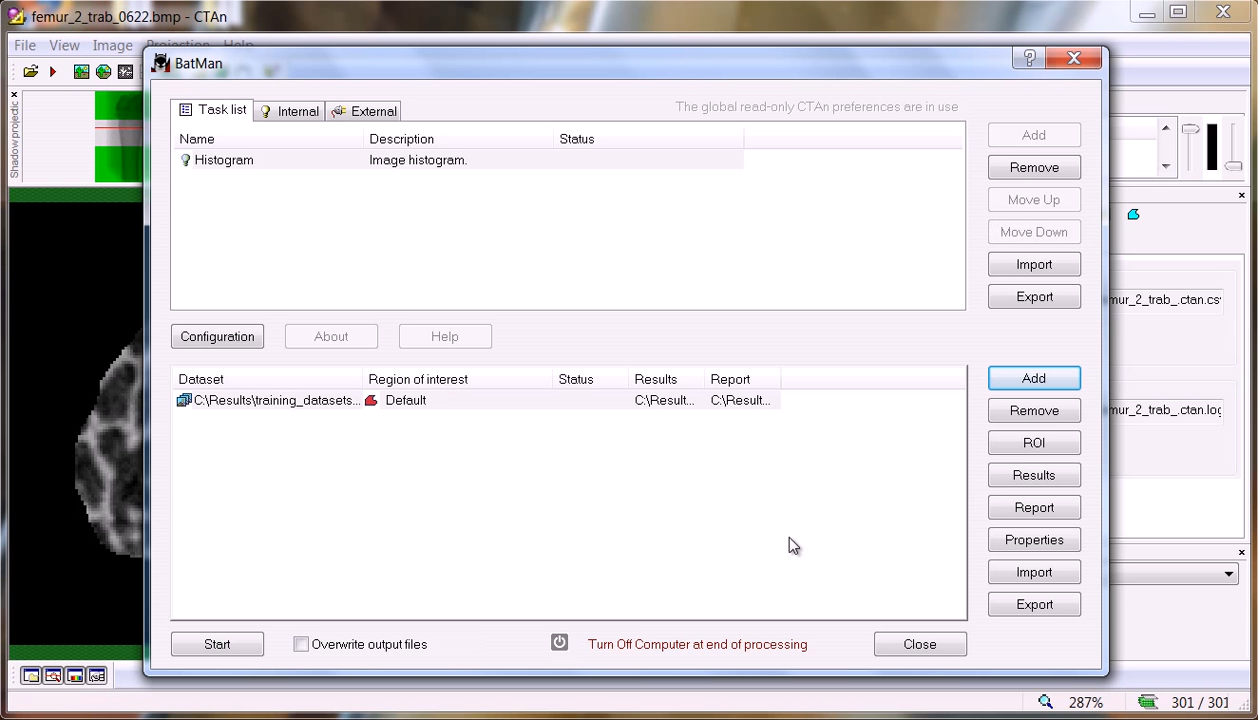 femur_2_trab_0622.bmp - CTAn
File View Image Projection Help
BatMan
Shadow projectic
Task list Internal External
The global read-only CTAn preferences are in use
Name Description Status
Histogram Image histogram.
Add
Remove
Move Up
Move Down
Import
Export
Configuration About Help
Dataset Region of interest Status Results Report
C:\Results\training_datasets... Default C:\Result... C:\Result...
Add
Remove
ROI
Results
Report
Properties
Import
Export
Start Overwrite output files Turn Off Computer at end of processing Close
mur_2_trab_.ctan.cs
mur_2_trab_.ctan.log
287% 301 / 301